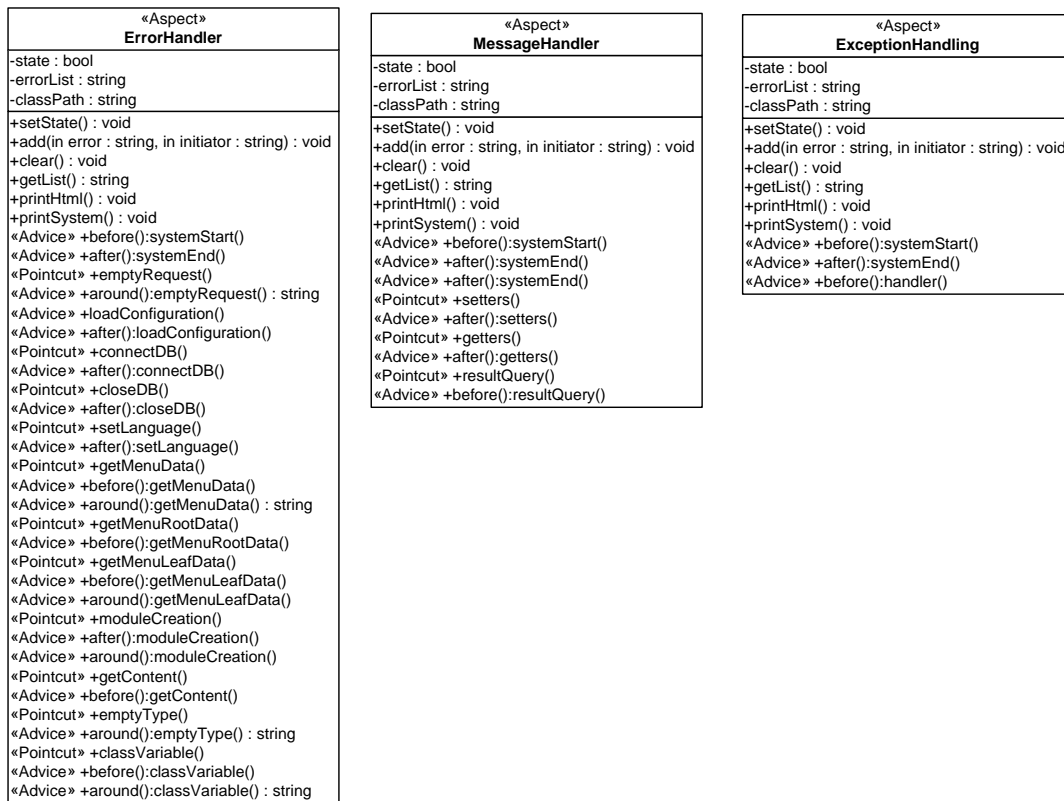 «Aspect»
ErrorHandler
-state : bool
-errorList : string
-classPath : string
+setState() : void
+add(in error : string, in initiator : string) : void
+clear() : void
+getList() : string
+printHtml() : void
+printSystem() : void
«Advice» +before():systemStart()
«Advice» +after():systemEnd()
«Pointcut» +emptyRequest()
«Advice» +around():emptyRequest() : string
«Advice» +loadConfiguration()
«Advice» +after():loadConfiguration()
«Pointcut» +connectDB()
«Advice» +after():connectDB()
«Pointcut» +closeDB()
«Advice» +after():closeDB()
«Pointcut» +setLanguage()
«Advice» +after():setLanguage()
«Pointcut» +getMenuData()
«Advice» +before():getMenuData()
«Advice» +around():getMenuData() : string
«Pointcut» +getMenuRootData()
«Advice» +before():getMenuRootData()
«Pointcut» +getMenuLeafData()
«Advice» +before():getMenuLeafData()
«Advice» +around():getMenuLeafData()
«Pointcut» +moduleCreation()
«Advice» +after():moduleCreation()
«Advice» +around():moduleCreation()
«Pointcut» +getContent()
«Advice» +before():getContent()
«Pointcut» +emptyType()
«Advice» +around():emptyType() : string
«Pointcut» +classVariable()
«Advice» +before():classVariable()
«Advice» +around():classVariable() : string
«Aspect»
MessageHandler
-state : bool
-errorList : string
-classPath : string
+setState() : void
+add(in error : string, in initiator : string) : void
+clear() : void
+getList() : string
+printHtml() : void
+printSystem() : void
«Advice» +before():systemStart()
«Advice» +after():systemEnd()
«Advice» +after():systemEnd()
«Pointcut» +setters()
«Advice» +after():setters()
«Pointcut» +getters()
«Advice» +after():getters()
«Pointcut» +resultQuery()
«Advice» +before():resultQuery()
«Aspect»
ExceptionHandling
-state : bool
-errorList : string
-classPath : string
+setState() : void
+add(in error : string, in initiator : string) : void
+clear() : void
+getList() : string
+printHtml() : void
+printSystem() : void
«Advice» +before():systemStart()
«Advice» +after():systemEnd()
«Advice» +before():handler()